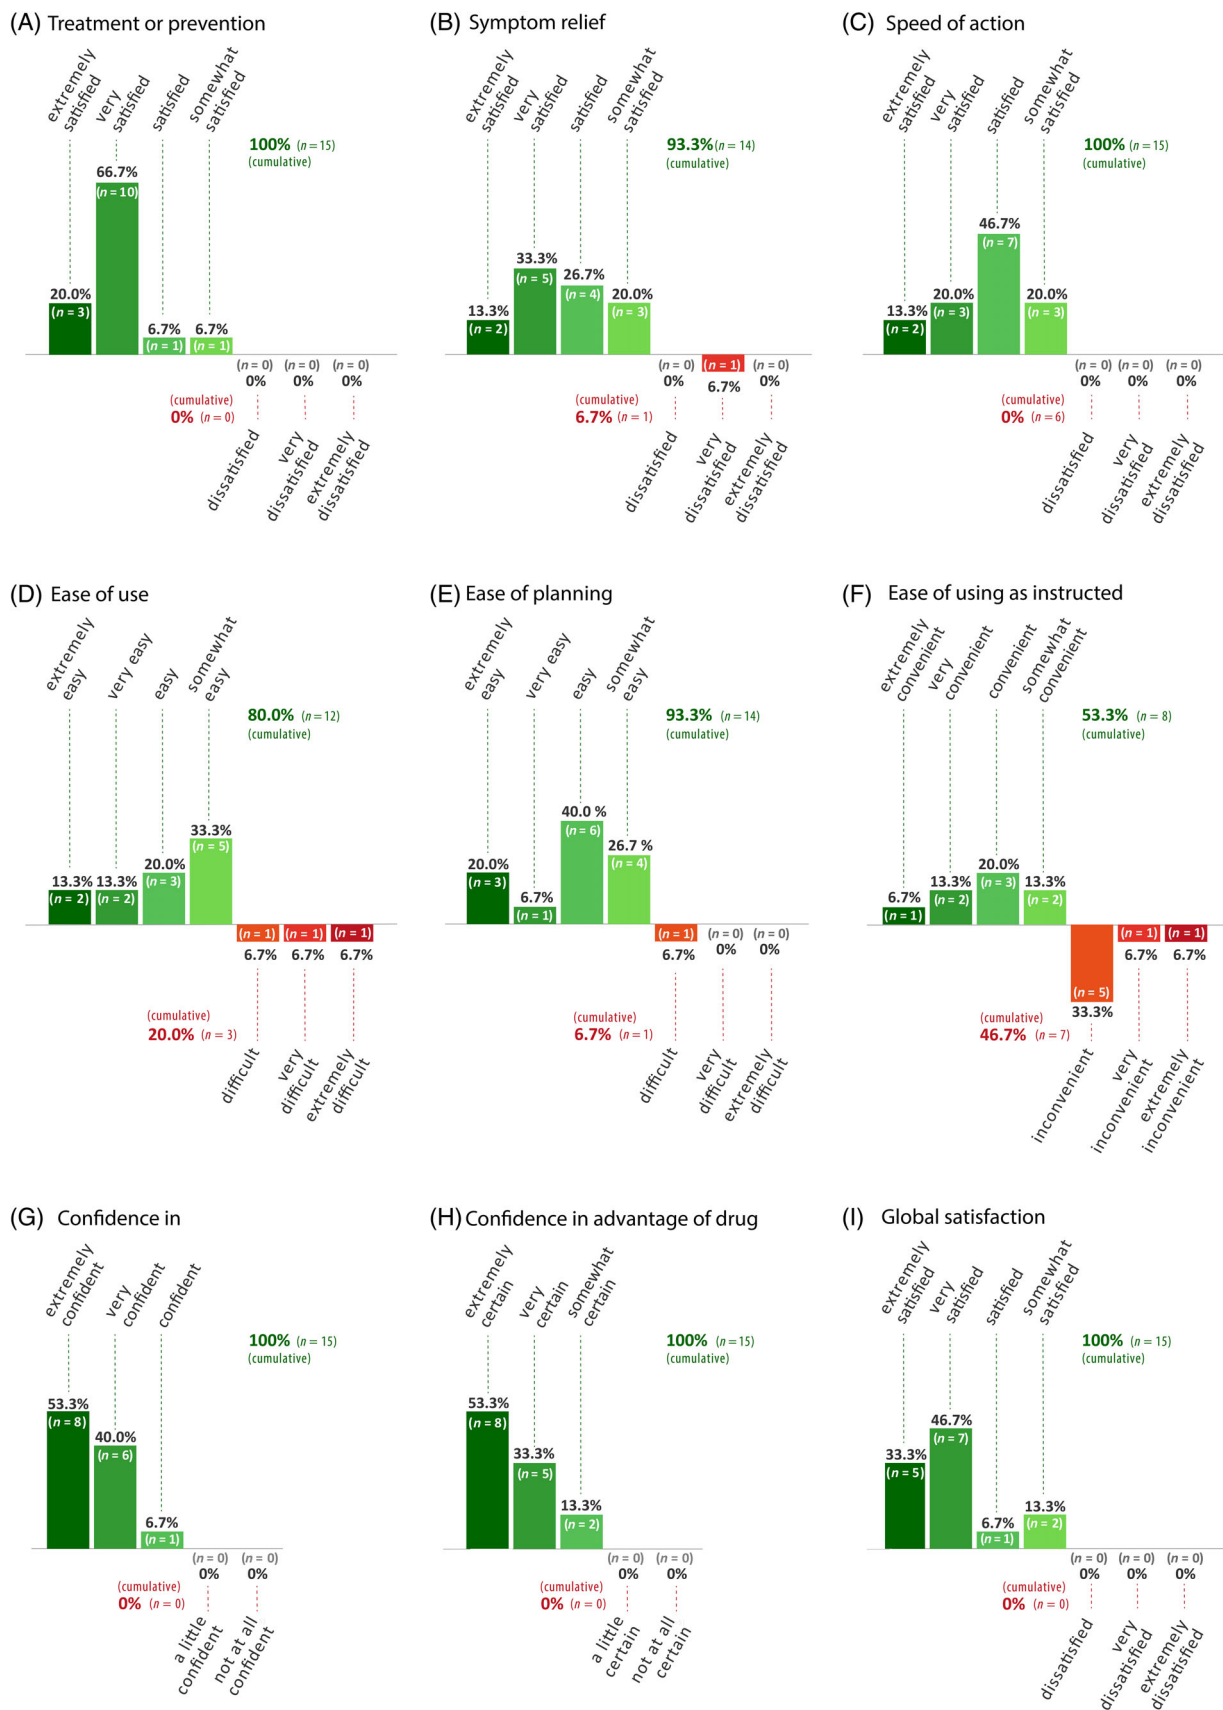 (A) Treatment or prevention
extremely
satisfied
very
satisfied
satisfied
somewhat
satisfied
100% (n = 15)
(cumulative)
66.7%
(n = 10)
20.0%
(n = 3)
6.7%
(n = 1)
6.7%
(n = 1)
(n = 0)
0%
(n = 0)
0%
(n = 0)
0%
(cumulative)
0% (n = 0)
dissatisfied
very
dissatisfied
extremely
dissatisfied
(B) Symptom relief
extremely
satisfied
very
satisfied
satisfied
somewhat
satisfied
93.3% (n = 14)
(cumulative)
13.3%
(n = 2)
33.3%
(n = 5)
26.7%
(n = 4)
20.0%
(n = 3)
(n = 0)
0%
(n = 1)
6.7%
(n = 0)
0%
(cumulative)
6.7% (n = 1)
dissatisfied
very
dissatisfied
extremely
dissatisfied
(C) Speed of action
extremely
satisfied
very
satisfied
satisfied
somewhat
satisfied
100% (n = 15)
(cumulative)
13.3%
(n = 2)
20.0%
(n = 3)
46.7%
(n = 7)
20.0%
(n = 3)
(n = 0)
0%
(n = 0)
0%
(n = 0)
0%
(cumulative)
0% (n = 6)
dissatisfied
very
dissatisfied
extremely
dissatisfied
(D) Ease of use
extremely
easy
very easy
easy
somewhat
easy
80.0% (n = 12)
(cumulative)
13.3%
(n = 2)
13.3%
(n = 2)
20.0%
(n = 3)
33.3%
(n = 5)
(n = 1)
6.7%
(n = 1)
6.7%
(n = 1)
6.7%
(cumulative)
20.0% (n = 3)
difficult
very
difficult
extremely
difficult
(E) Ease of planning
extremely
easy
very easy
easy
somewhat
easy
93.3% (n = 14)
(cumulative)
20.0%
(n = 3)
6.7%
(n = 1)
40.0 %
(n = 6)
26.7 %
(n = 4)
(n = 1)
6.7%
(n = 0)
0%
(n = 0)
0%
(cumulative)
6.7% (n = 1)
difficult
very
difficult
extremely
difficult
(F) Ease of using as instructed
extremely
convenient
very
convenient
convenient
somewhat
convenient
53.3% (n = 8)
(cumulative)
6.7%
(n = 1)
13.3%
(n = 2)
20.0%
(n = 3)
13.3%
(n = 2)
(n = 5)
33.3%
(n = 1)
6.7%
(n = 1)
6.7%
(cumulative)
46.7% (n = 7)
inconvenient
very
inconvenient
extremely
inconvenient
(G) Confidence in
extremely
confident
very
confident
confident
100% (n = 15)
(cumulative)
53.3%
(n = 8)
40.0%
(n = 6)
6.7%
(n = 1)
(n = 0)
0%
(n = 0)
0%
(cumulative)
0% (n = 0)
a little
confident
not at all
confident
(H) Confidence in advantage of drug
extremely
certain
very
certain
somewhat
certain
100% (n = 15)
(cumulative)
53.3%
(n = 8)
33.3%
(n = 5)
13.3%
(n = 2)
(n = 0)
0%
(n = 0)
0%
(cumulative)
0% (n = 0)
a little
certain
not at all
certain
(I) Global satisfaction
extremely
satisfied
very
satisfied
satisfied
somewhat
satisfied
100% (n = 15)
(cumulative)
33.3%
(n = 5)
46.7%
(n = 7)
6.7%
(n = 1)
13.3%
(n = 2)
(n = 0)
0%
(n = 0)
0%
(n = 0)
0%
(cumulative)
0% (n = 0)
dissatisfied
very
dissatisfied
extremely
dissatisfied